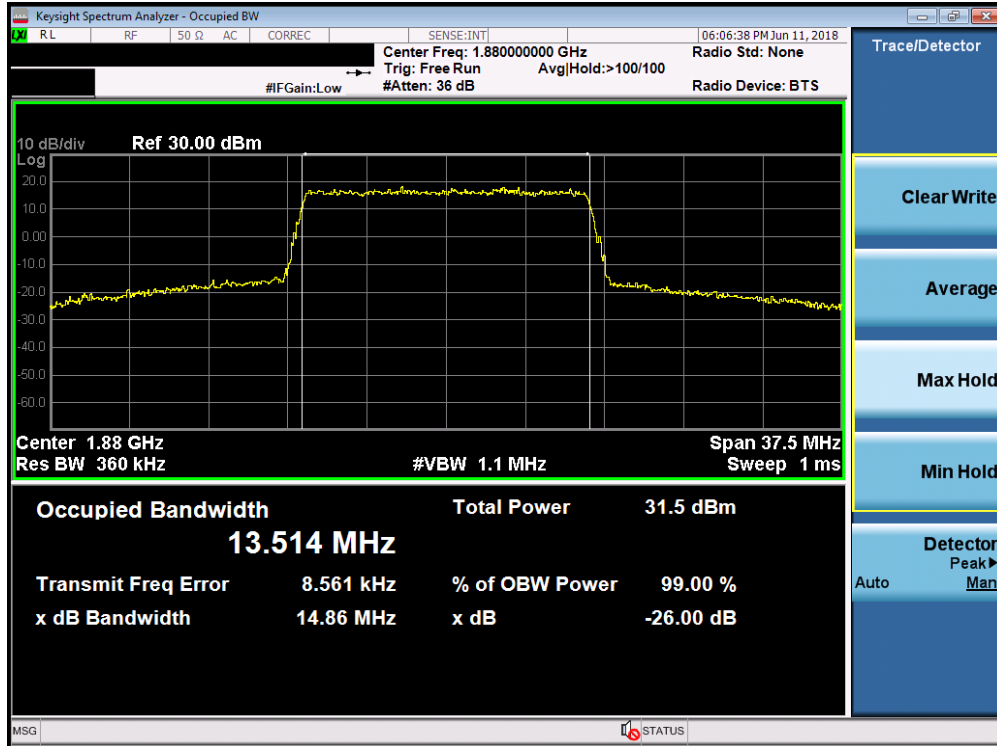 Keysight Spectrum Analyzer - Occupied BW
LXI RL RF 50 Ω AC CORREC SENSE:INT 06:06:38 PM Jun 11, 2018
Center Freq: 1.880000000 GHz Radio Std: None
Trig: Free Run Avg|Hold:>100/100
#IFGain:Low #Atten: 36 dB Radio Device: BTS
10 dB/div Ref 30.00 dBm
Log
20.0
10.0
0.00
-10.0
-20.0
-30.0
-40.0
-50.0
-60.0
Center 1.88 GHz Span 37.5 MHz
Res BW 360 kHz #VBW 1.1 MHz Sweep 1 ms
Occupied Bandwidth Total Power 31.5 dBm
13.514 MHz
Transmit Freq Error 8.561 kHz % of OBW Power 99.00 %
x dB Bandwidth 14.86 MHz x dB -26.00 dB
MSG STATUS
Trace/Detector
Clear Write
Average
Max Hold
Min Hold
Detector
Peak▶
Auto Man